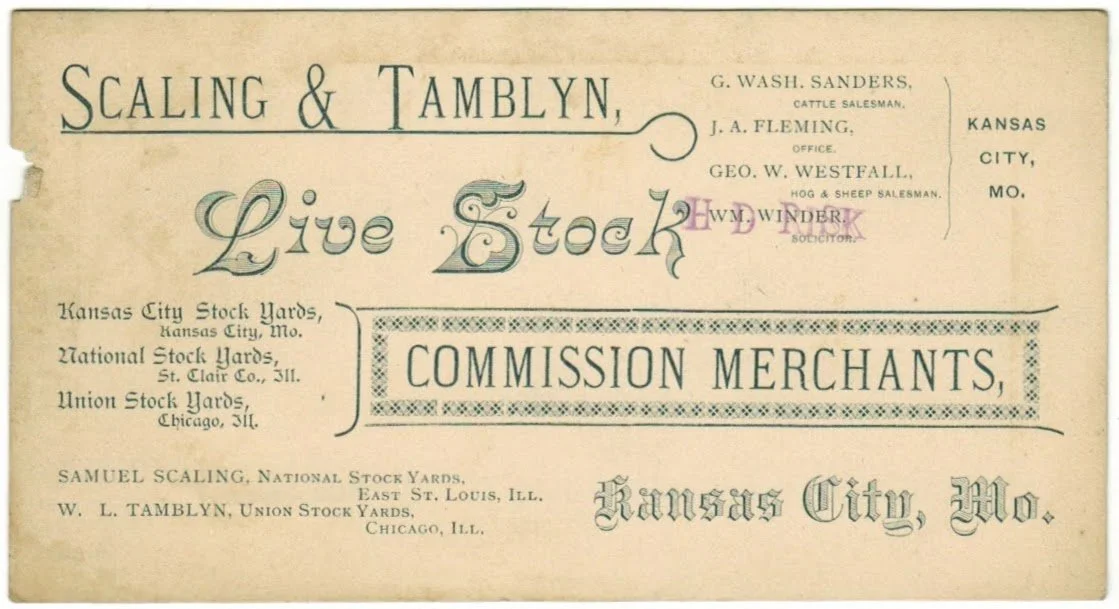 SCALING & TAMBLYN,
G. WASH. SANDERS,
CATTLE SALESMAN.
J. A. FLEMING,
OFFICE.
GEO. W. WESTFALL,
HOG & SHEEP SALESMAN.
WM. WINDER,
SOLICITOR.
H D RISK
KANSAS
CITY,
MO.
Live Stock
Kansas City Stock Yards,
Kansas City, Mo.
National Stock Yards,
St. Clair Co., Ill.
Union Stock Yards,
Chicago, Ill.
COMMISSION MERCHANTS,
SAMUEL SCALING, NATIONAL STOCK YARDS,
EAST ST. LOUIS, ILL.
W. L. TAMBLYN, UNION STOCK YARDS,
CHICAGO, ILL.
Kansas City, Mo.